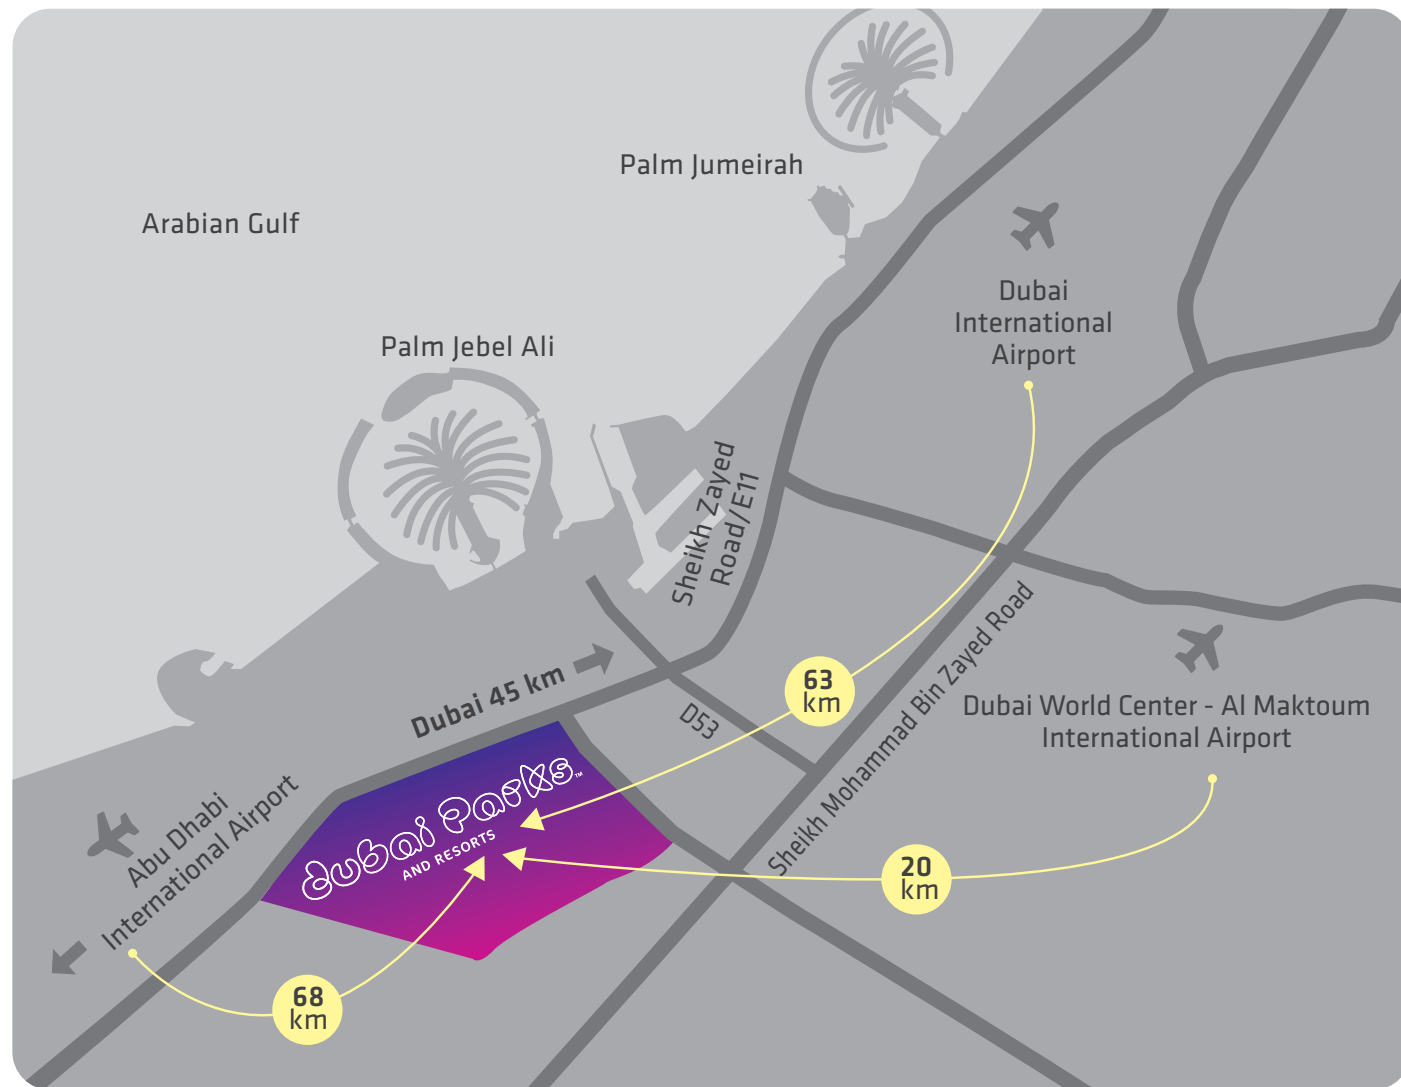 Palm Jumeirah
Arabian Gulf
Dubai
International
Airport
Palm Jebel Ali
Sheikh Zayed
Road/E11
Sheikh Mohammad Bin Zayed Road
63
km
Dubai 45 km
D53
Dubai World Center - Al Maktoum
International Airport
dubai Parks™
AND RESORTS
Abu Dhabi
International Airport
20
km
68
km